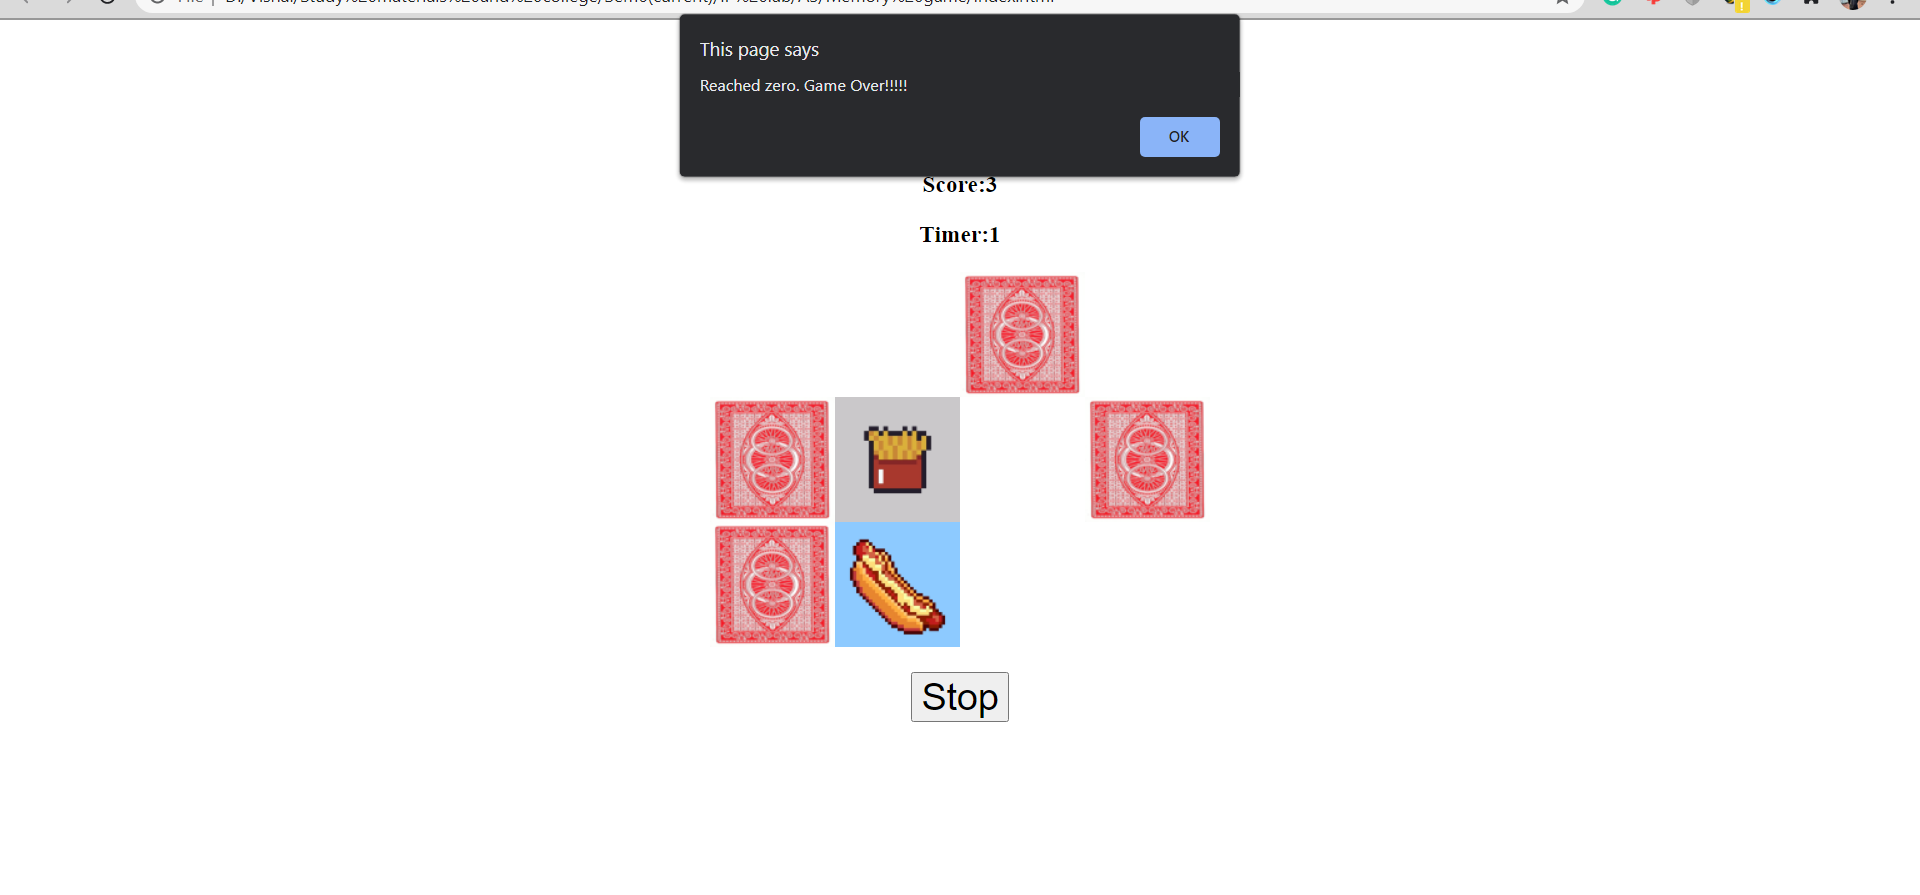 This page says
Reached zero. Game Over!!!!!
OK
Score:3
Timer:1
Stop